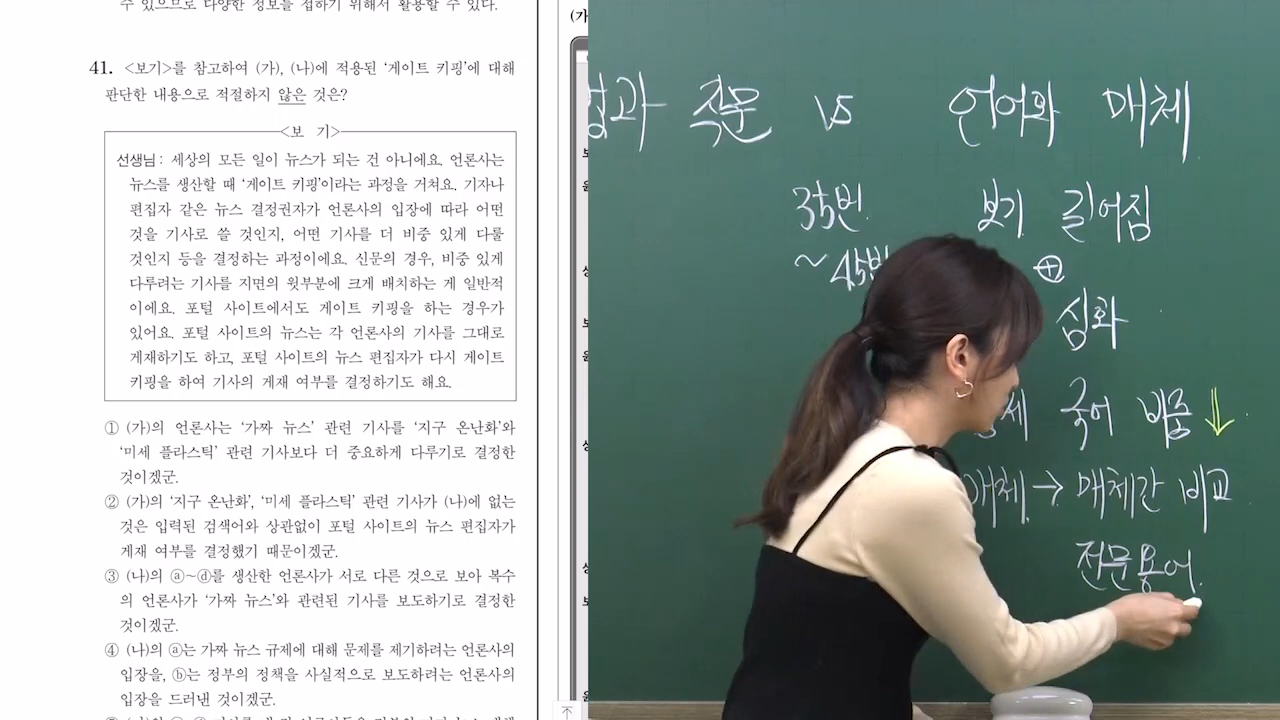 수 있으므로 다양한 정보를 접하기 위해서 활용할 수 있다.
41. <보기>를 참고하여 (가), (나)에 적용된 ‘게이트 키핑’에 대해
판단한 내용으로 적절하지 않은 것은?
<보 기>
선생님 : 세상의 모든 일이 뉴스가 되는 건 아니에요. 언론사는
뉴스를 생산할 때 ‘게이트 키핑’이라는 과정을 거쳐요. 기자나
편집자 같은 뉴스 결정권자가 언론사의 입장에 따라 어떤
것을 기사로 쓸 것인지, 어떤 기사를 더 비중 있게 다룰
것인지 등을 결정하는 과정이에요. 신문의 경우, 비중 있게
다루려는 기사를 지면의 윗부분에 크게 배치하는 게 일반적
이에요. 포털 사이트에서도 게이트 키핑을 하는 경우가
있어요. 포털 사이트의 뉴스는 각 언론사의 기사를 그대로
게재하기도 하고, 포털 사이트의 뉴스 편집자가 다시 게이트
키핑을 하여 기사의 게재 여부를 결정하기도 해요.
① (가)의 언론사는 ‘가짜 뉴스’ 관련 기사를 ‘지구 온난화’와
‘미세 플라스틱’ 관련 기사보다 더 중요하게 다루기로 결정한
것이겠군.
② (가)의 ‘지구 온난화’, ‘미세 플라스틱’ 관련 기사가 (나)에 없는
것은 입력된 검색어와 상관없이 포털 사이트의 뉴스 편집자가
게재 여부를 결정했기 때문이겠군.
③ (나)의 ⓐ~ⓓ를 생산한 언론사가 서로 다른 것으로 보아 복수
의 언론사가 ‘가짜 뉴스’와 관련된 기사를 보도하기로 결정한
것이겠군.
④ (나)의 ⓐ는 가짜 뉴스 규제에 대해 문제를 제기하려는 언론사의
입장을, ⓑ는 정부의 정책을 사실적으로 보도하려는 언론사의
입장을 드러낸 것이겠군.
(가
작문 vs 언어와 매체
35번 보기 길어짐
~ 45번 ⊕
심화
국어 비중 ↓
매체 → 매체간 비교
전문용어.